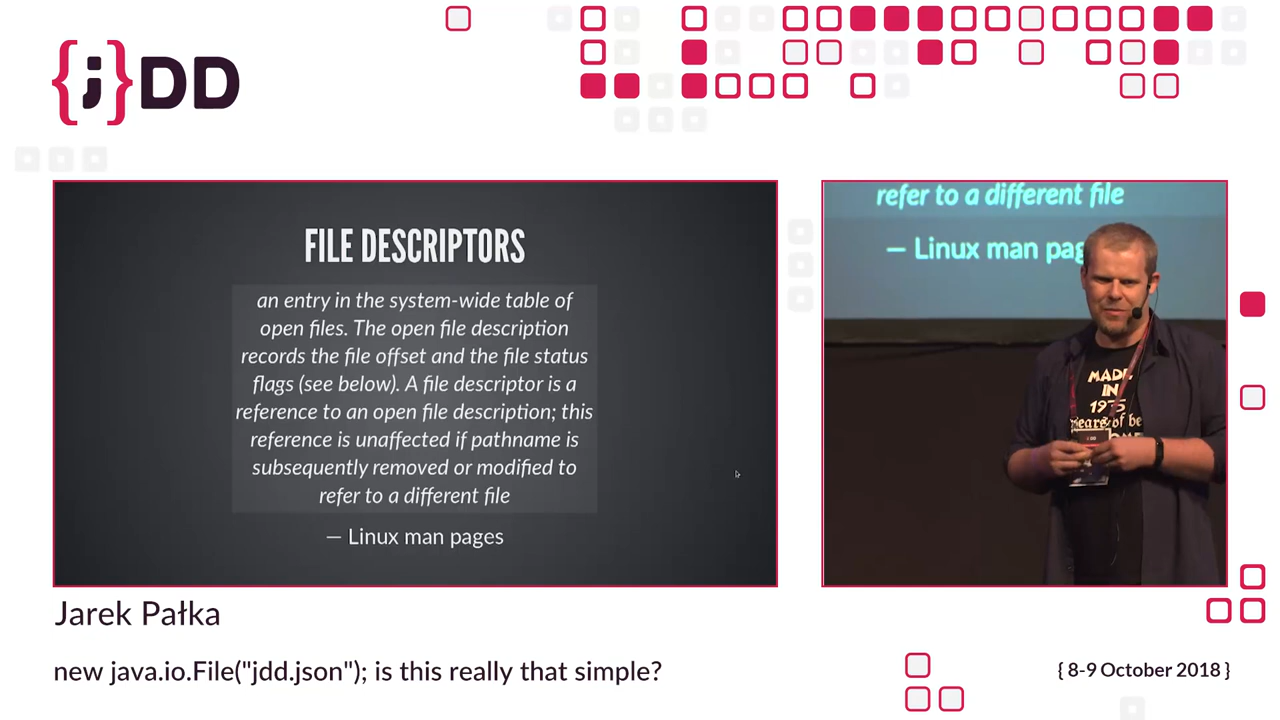 {j}DD
FILE DESCRIPTORS
an entry in the system-wide table of
open files. The open file description
records the file offset and the file status
flags (see below). A file descriptor is a
reference to an open file description; this
reference is unaffected if pathname is
subsequently removed or modified to
refer to a different file
— Linux man pages
refer to a different file
— Linux man pag
MADE
IN
1975
years of be
Jarek Pałka
new java.io.File("jdd.json"); is this really that simple?
{ 8-9 October 2018 }